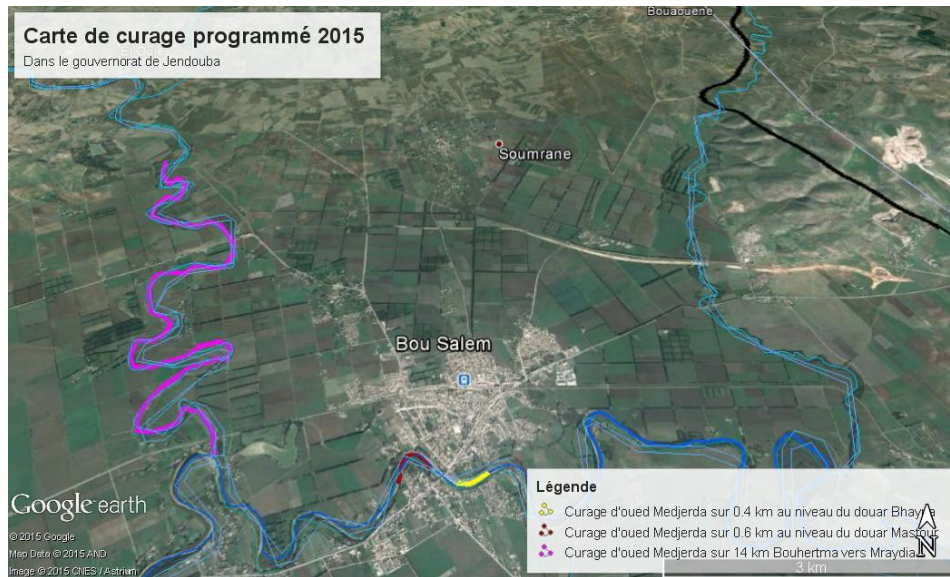 Carte de curage programmé 2015
Dans le gouvernorat de Jendouba
Bouaouene
Soumrane
Bou Salem
Légende
Curage d'oued Medjerda sur 0.4 km au niveau du douar
Curage d'oued Medjerda sur 0.6 km au niveau du douar
Curage d'oued Medjerda sur 14 km Bouhertma vers
N
3 km
Google earth
© 2015 Google
Map Data © 2015 AND
Image © 2015 CNES / Astrium